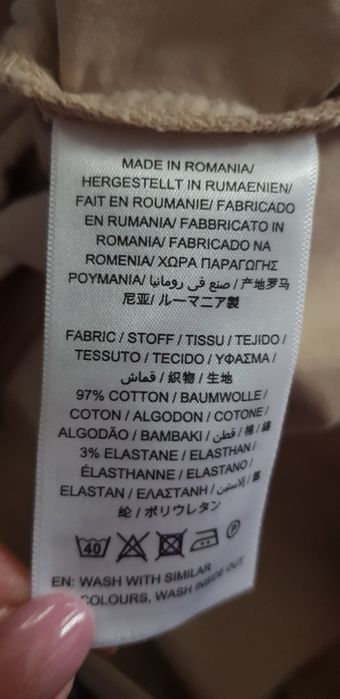 MADE IN ROMANIA/
HERGESTELLT IN RUMAENIEN/
FAIT EN ROUMANIE/ FABRICADO
EN RUMANIA/ FABBRICATO IN
ROMANIA/ FABRICADO NA
ROMENIA/ ΧΩΡΑ ΠΑΡΑΓΩΓΗΣ
ΡΟΥΜΑΝΙΑ/ صنع في رومانيا / 产地罗马
尼亚/ ルーマニア製
FABRIC / STOFF / TISSU / TEJIDO /
TESSUTO / TECIDO / ΥΦΑΣΜΑ /
قماش / 织物 / 生地
97% COTTON / BAUMWOLLE /
COTON / ALGODON / COTONE /
ALGODÃO / BAMBAKI / قطن / 棉 / 綿
3% ELASTANE / ELASTHAN /
ÉLASTHANNE / ELASTANO /
ELASTAN / ΕΛΑΣΤΑΝΗ / الاستين /
纶 / ポリウレタン
40 P
EN: WASH WITH SIMILAR
COLOURS, WASH INSIDE OUT